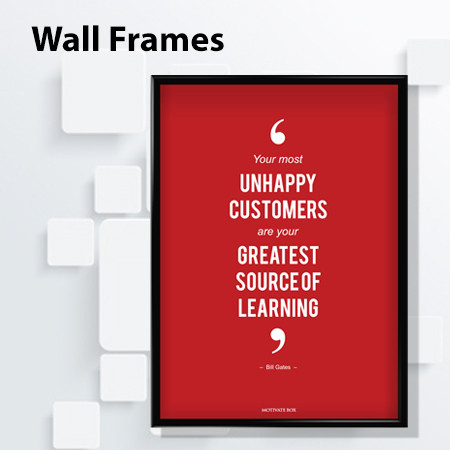 Wall Frames
Your most
UNHAPPY
CUSTOMERS
are your
GREATEST
SOURCE OF
LEARNING
– Bill Gates –
MOTIVATE BOX